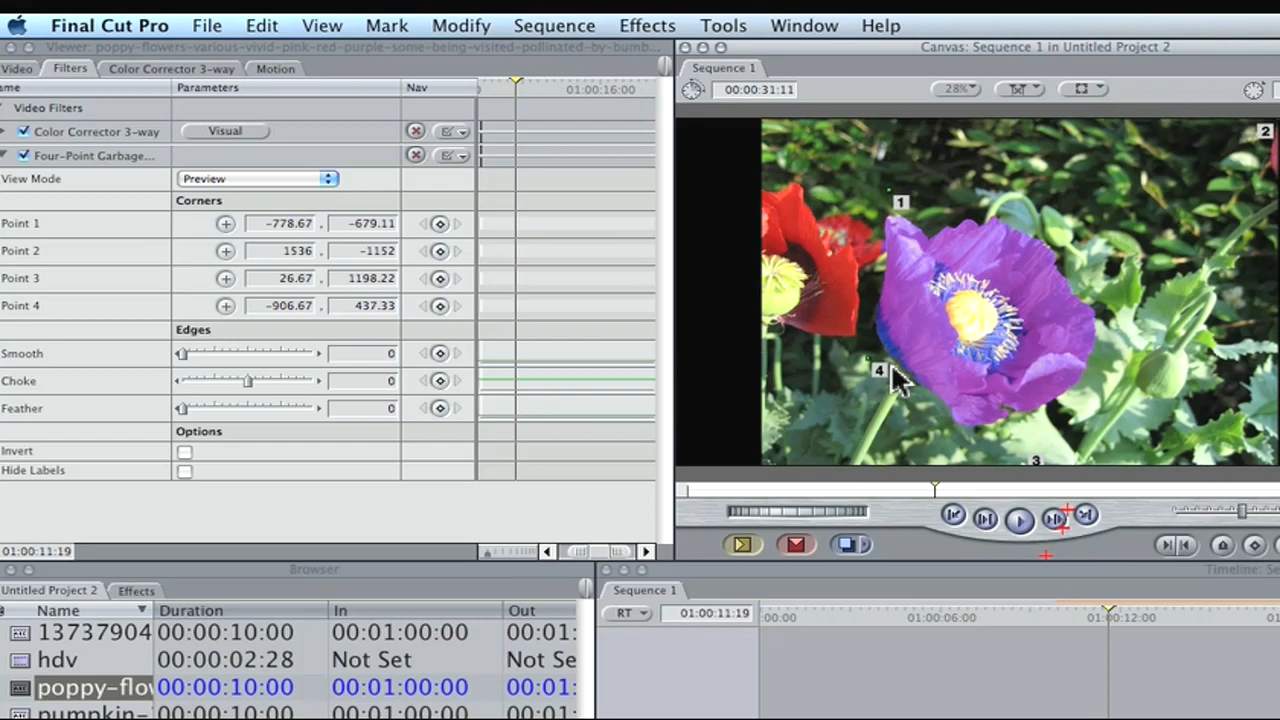 Final Cut Pro File Edit View Mark Modify Sequence Effects Tools Window Help
Viewer: poppy-flowers-various-vivid-pink-red-purple-some-being-visited-pollinated-by-bumb...
Canvas: Sequence 1 in Untitled Project 2
Video Filters Color Corrector 3-way Motion
Sequence 1
ame Parameters Nav 01:00:16:00
00:00:31:11 28%
Video Filters
Color Corrector 3-way Visual
2
Four-Point Garbage...
View Mode Preview
Corners
1
Point 1 -778.67 , -679.11
Point 2 1536 , -1152
Point 3 26.67 , 1198.22
Point 4 -906.67 , 437.33
Edges
Smooth 0
4
Choke 0
Feather 0
Options
Invert
3
Hide Labels
01:00:11:19
Browser
Timeline: Se
Untitled Project 2 Effects
Sequence 1
Name Duration In Out
RT 01:00:11:19 :00:00 01:00:06:00 01:00:12:00 01
13737904 00:00:10:00 01:00:00:00 01:00:
hdv 00:00:02:28 Not Set Not Se
poppy-flow 00:00:10:00 01:00:00:00 01:00:
pumpkin- 00:00:10:00 01:00:00:00 01:00: